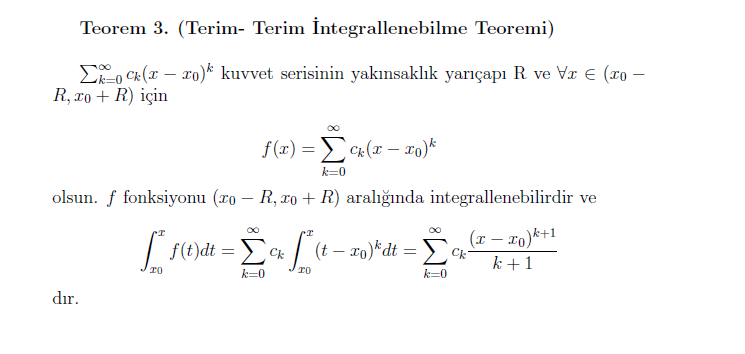 Teorem 3. (Terim- Terim İntegrallenebilme Teoremi)
∑_{k=0}^{∞} c_k(x − x_0)^k kuvvet serisinin yakınsaklık yarıçapı R ve ∀x ∈ (x_0 −
R, x_0 + R) için
f(x) = ∑_{k=0}^{∞} c_k(x − x_0)^k
olsun. f fonksiyonu (x_0 − R, x_0 + R) aralığında integrallenebilirdir ve
∫_{x_0}^{x} f(t)dt = ∑_{k=0}^{∞} c_k ∫_{x_0}^{x} (t − x_0)^k dt = ∑_{k=0}^{∞} c_k (x − x_0)^{k+1} / (k + 1)
dır.